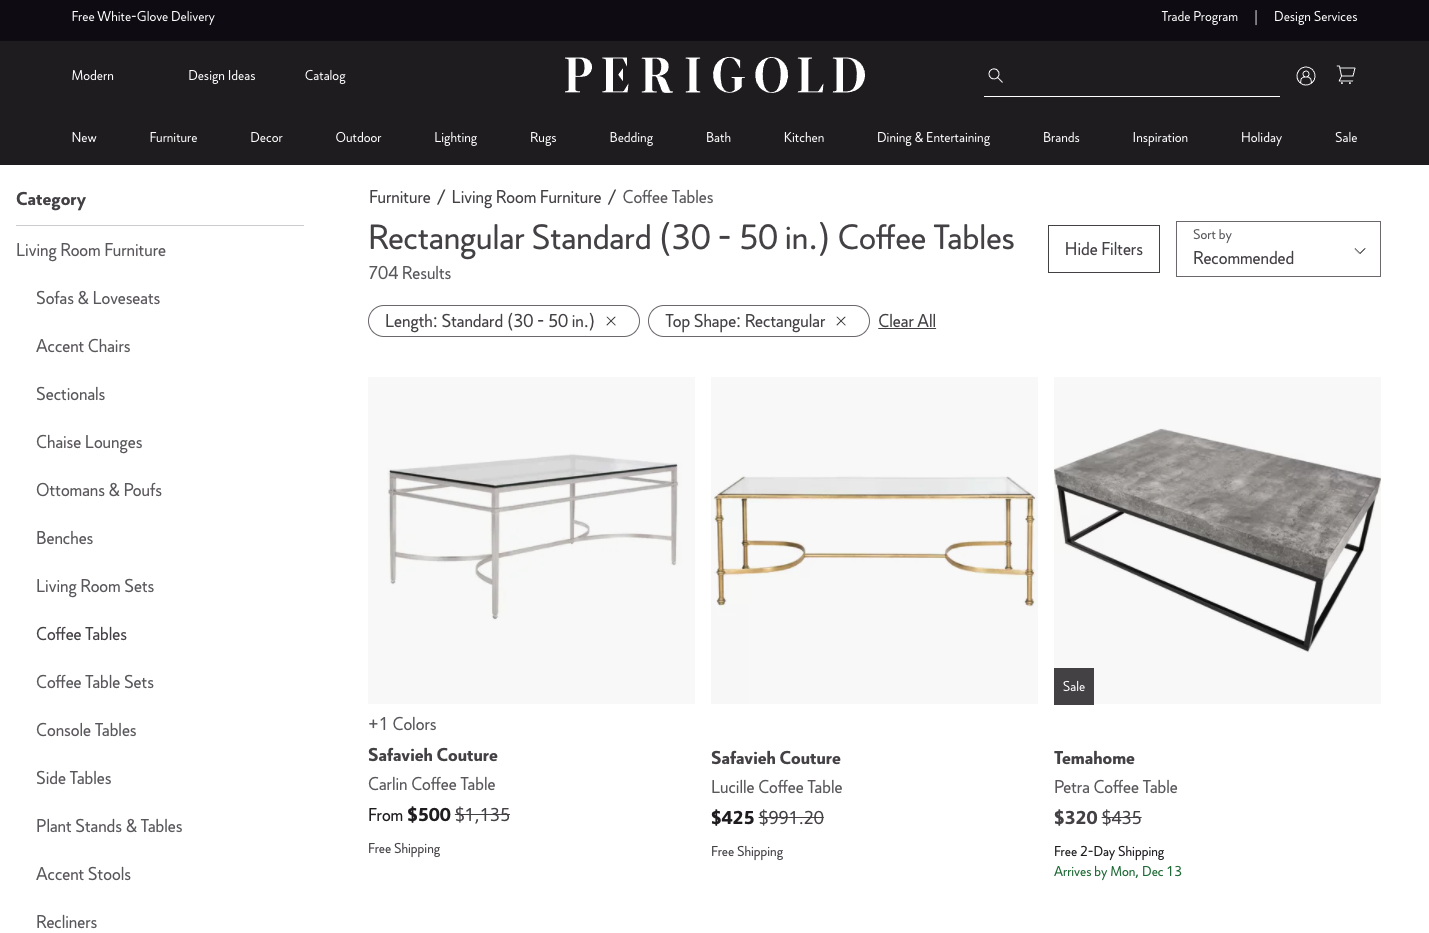 Free White-Glove Delivery
Trade Program | Design Services
Modern
Design Ideas
Catalog
PERIGOLD
New
Furniture
Decor
Outdoor
Lighting
Rugs
Bedding
Bath
Kitchen
Dining & Entertaining
Brands
Inspiration
Holiday
Sale
Category
Living Room Furniture
Sofas & Loveseats
Accent Chairs
Sectionals
Chaise Lounges
Ottomans & Poufs
Benches
Living Room Sets
Coffee Tables
Coffee Table Sets
Console Tables
Side Tables
Plant Stands & Tables
Accent Stools
Recliners
Furniture / Living Room Furniture / Coffee Tables
Rectangular Standard (30 - 50 in.) Coffee Tables
704 Results
Hide Filters
Sort by
Recommended
Length: Standard (30 - 50 in.)
Top Shape: Rectangular
Clear All
+1 Colors
Safavieh Couture
Carlin Coffee Table
From $500 $1,135
Free Shipping
Safavieh Couture
Lucille Coffee Table
$425 $991.20
Free Shipping
Sale
Temahome
Petra Coffee Table
$320 $435
Free 2-Day Shipping
Arrives by Mon, Dec 13